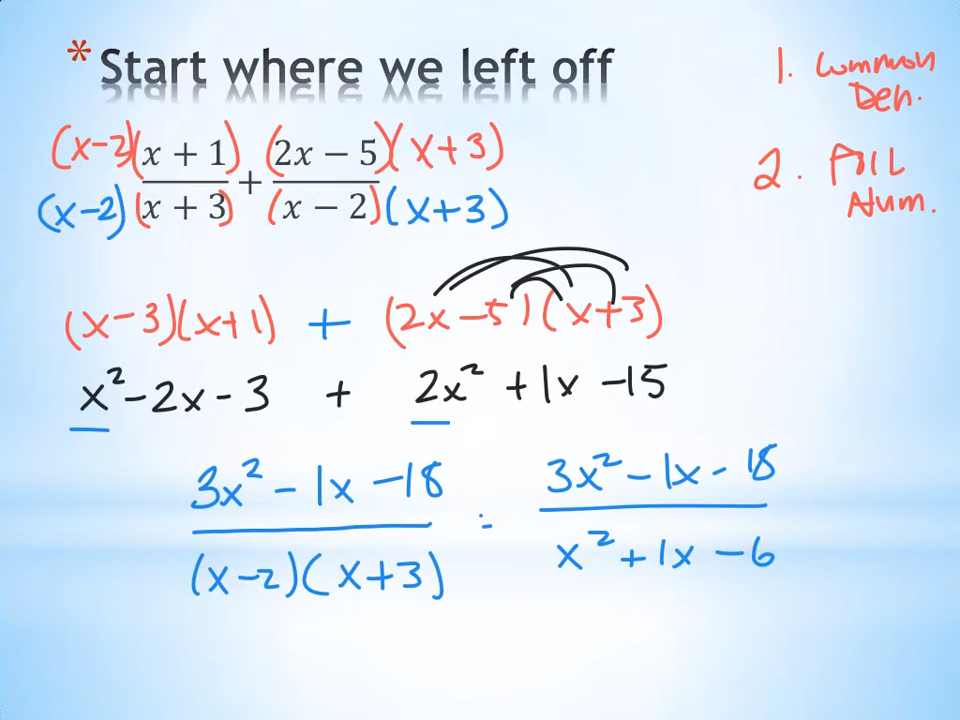 * Start where we left off
1. Common Den.
2. FOIL Num.
(x-2)(x + 1)/(x-2)(x + 3) + (2x − 5)(x+3)/(x − 2)(x+3)
(x-3)(x+1) + (2x-5)(x+3)
x²-2x-3 + 2x²+1x-15
3x²-1x-18/(x-2)(x+3) = 3x²-1x-18/x²+1x-6